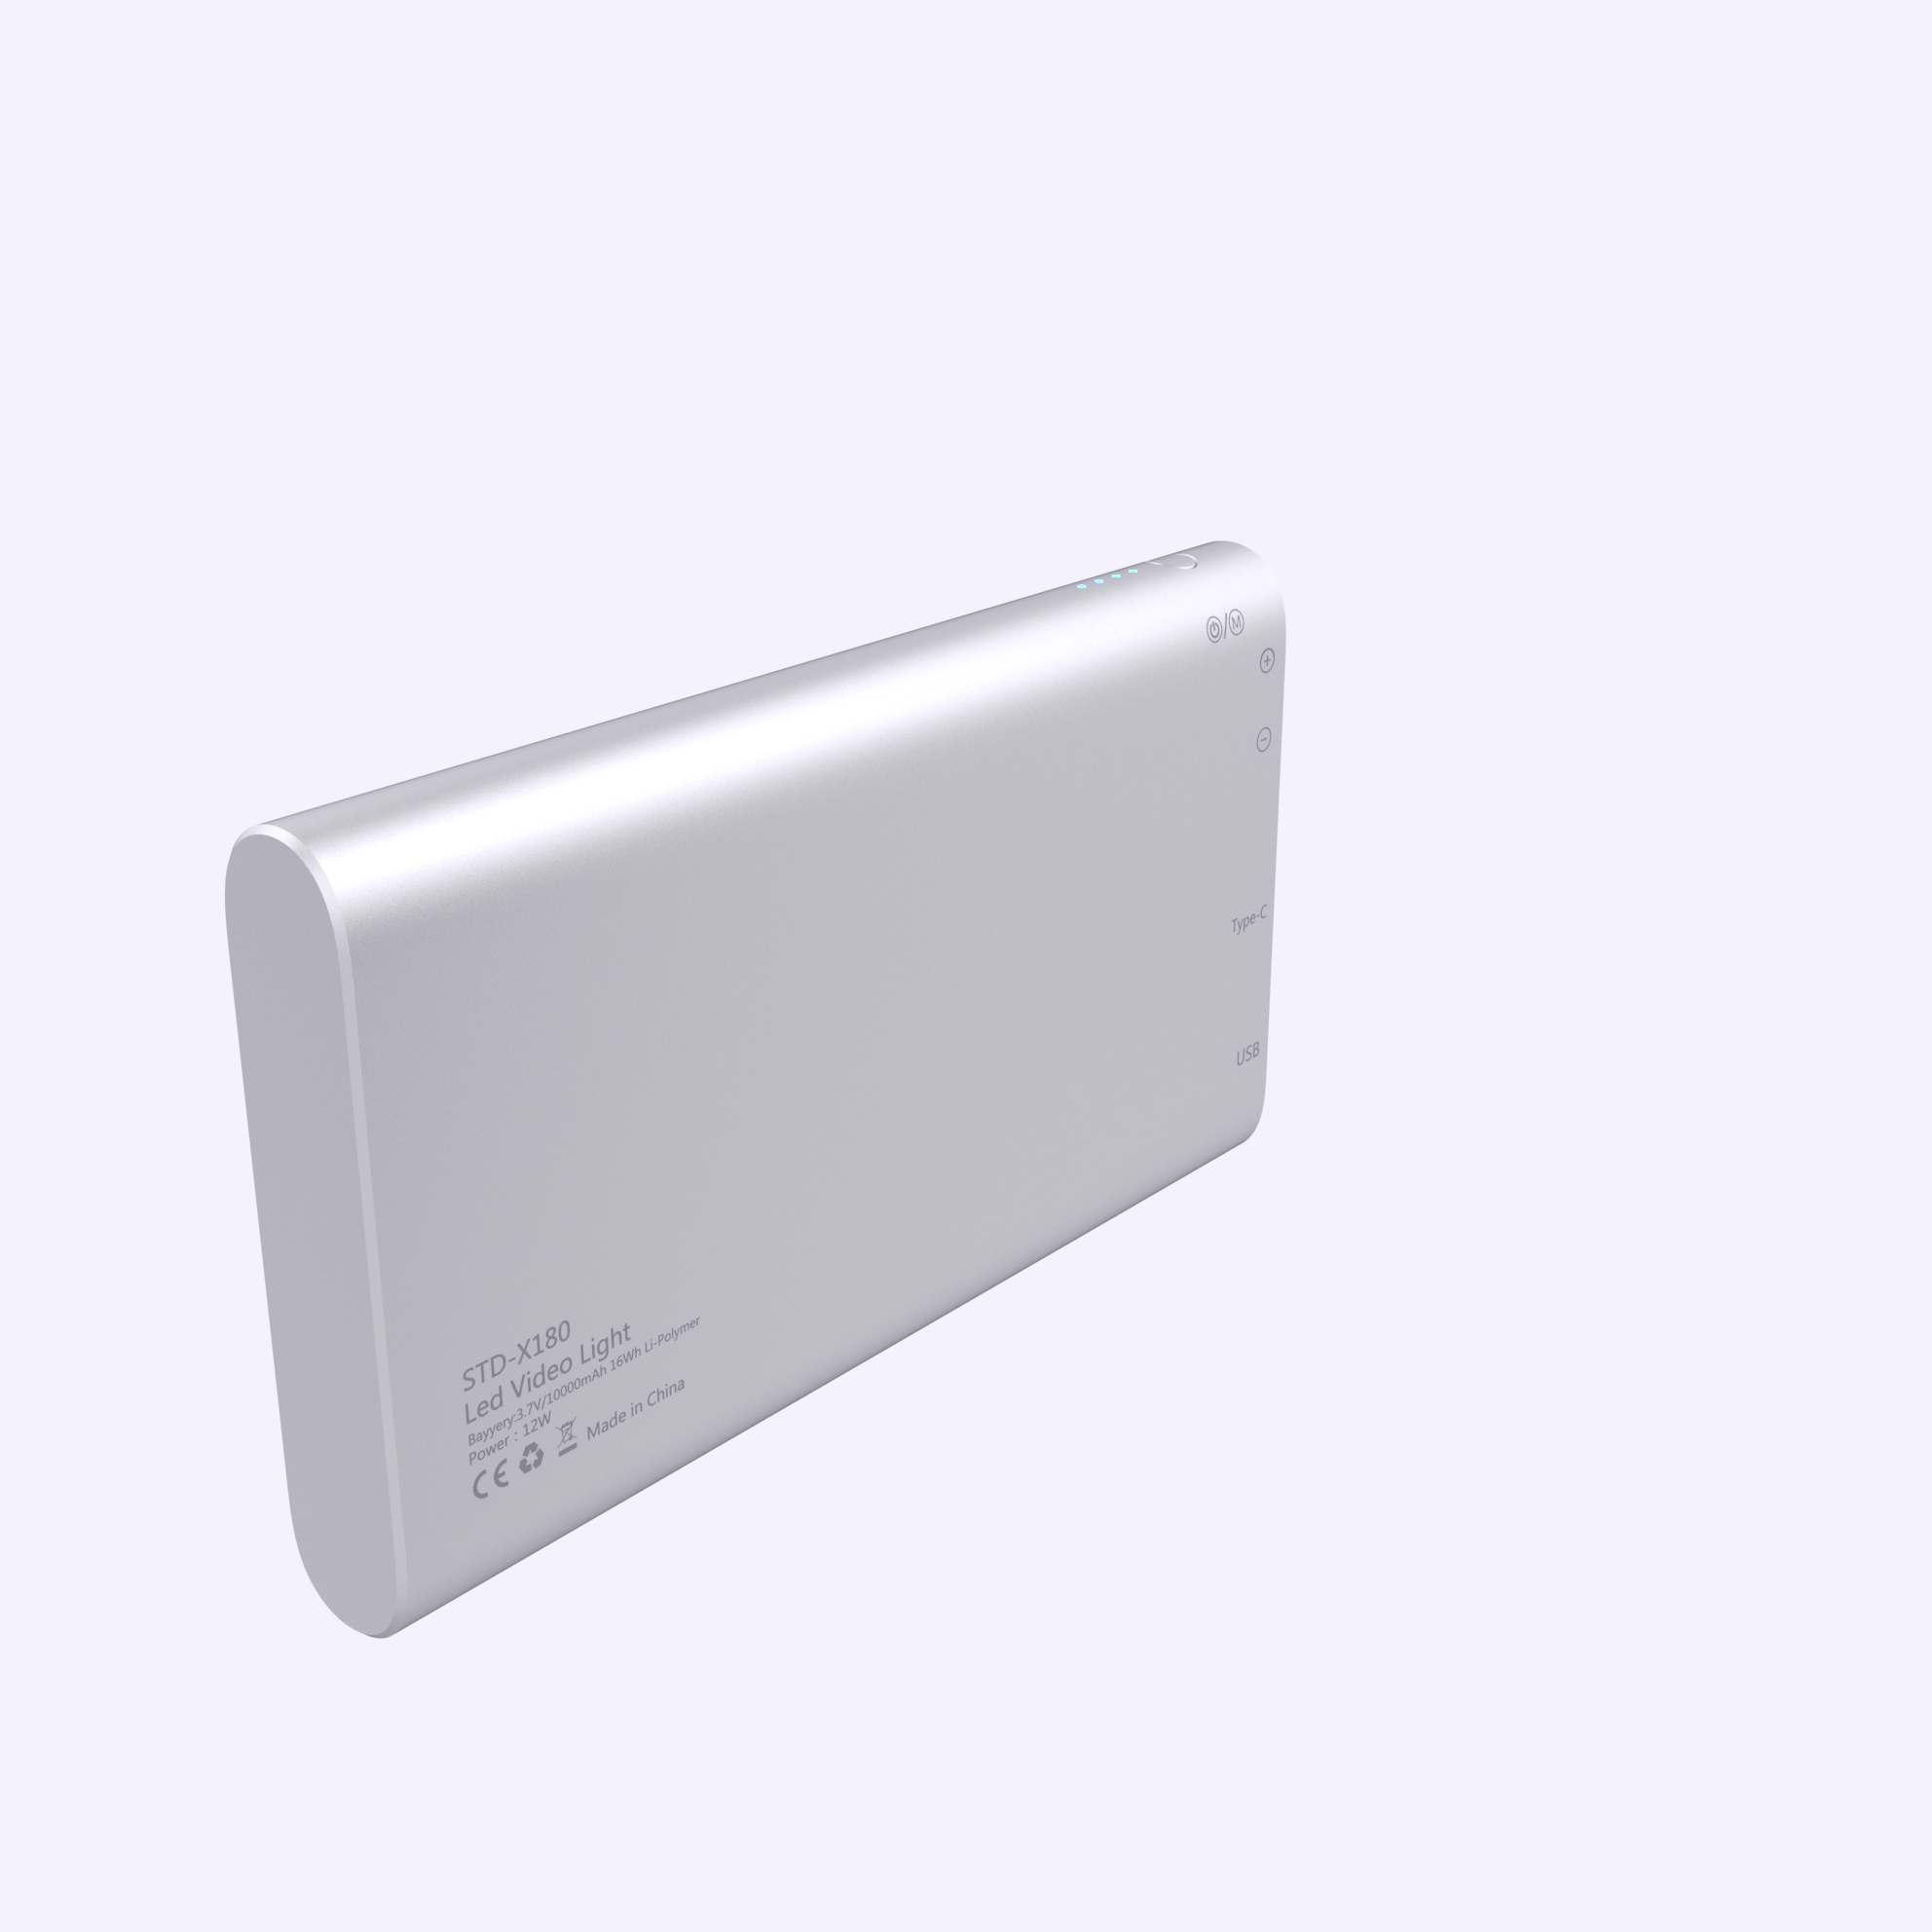 M
Type-C
USB
STD-X180
Led Video Light
Bayyery:3.7V/10000mAh 16Wh Li-Polymer
Power : 12W
CE Made in China